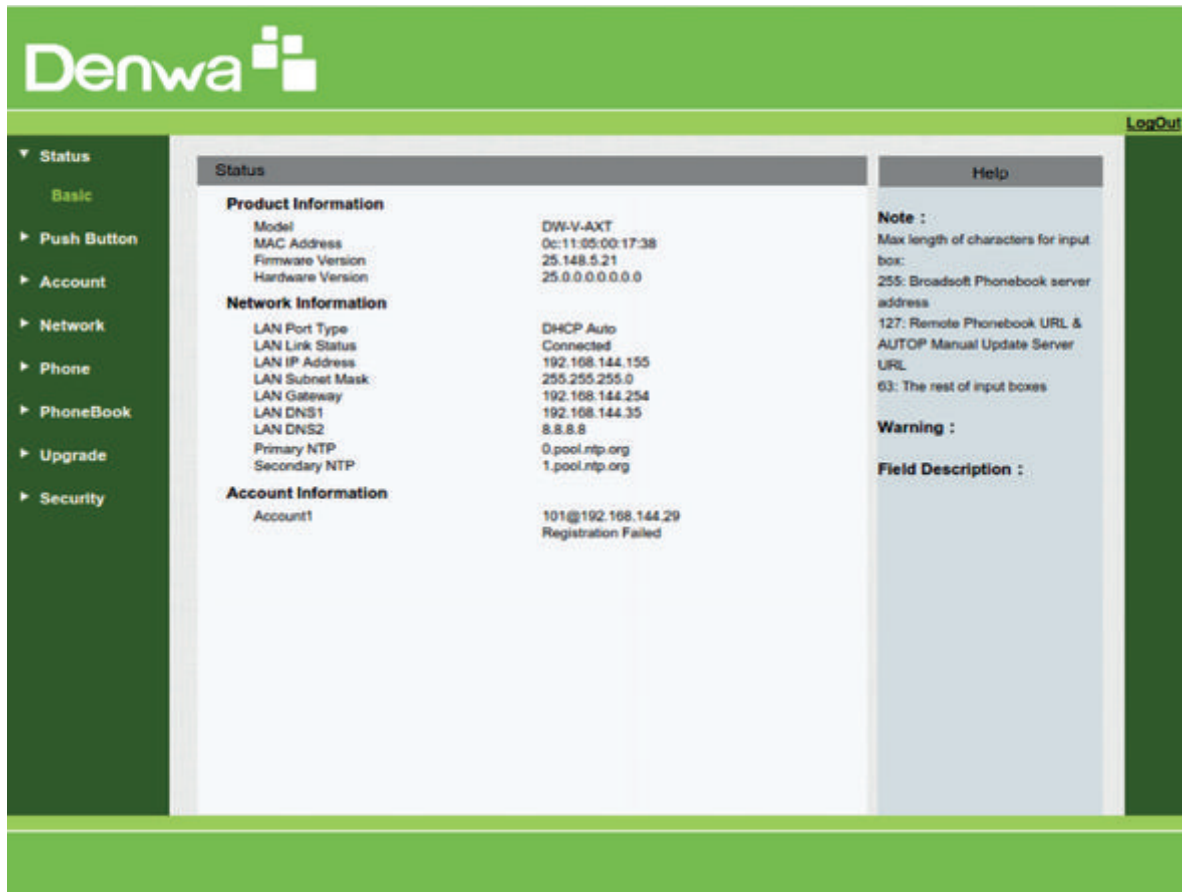 Denwa
LogOut
Status
Basic
Push Button
Account
Network
Phone
PhoneBook
Upgrade
Security
Status
Product Information
Model DW-V-AXT
MAC Address 0c:11:05:00:17:38
Firmware Version 25.148.5.21
Hardware Version 25.0.0.0.0.0.0.0
Network Information
LAN Port Type DHCP Auto
LAN Link Status Connected
LAN IP Address 192.168.144.155
LAN Subnet Mask 255.255.255.0
LAN Gateway 192.168.144.254
LAN DNS1 192.168.144.35
LAN DNS2 8.8.8.8
Primary NTP 0.pool.ntp.org
Secondary NTP 1.pool.ntp.org
Account Information
Account1 101@192.168.144.29
Registration Failed
Help
Note :
Max length of characters for input
box:
255: Broadsoft Phonebook server
address
127: Remote Phonebook URL &
AUTOP Manual Update Server
URL
63: The rest of input boxes
Warning :
Field Description :